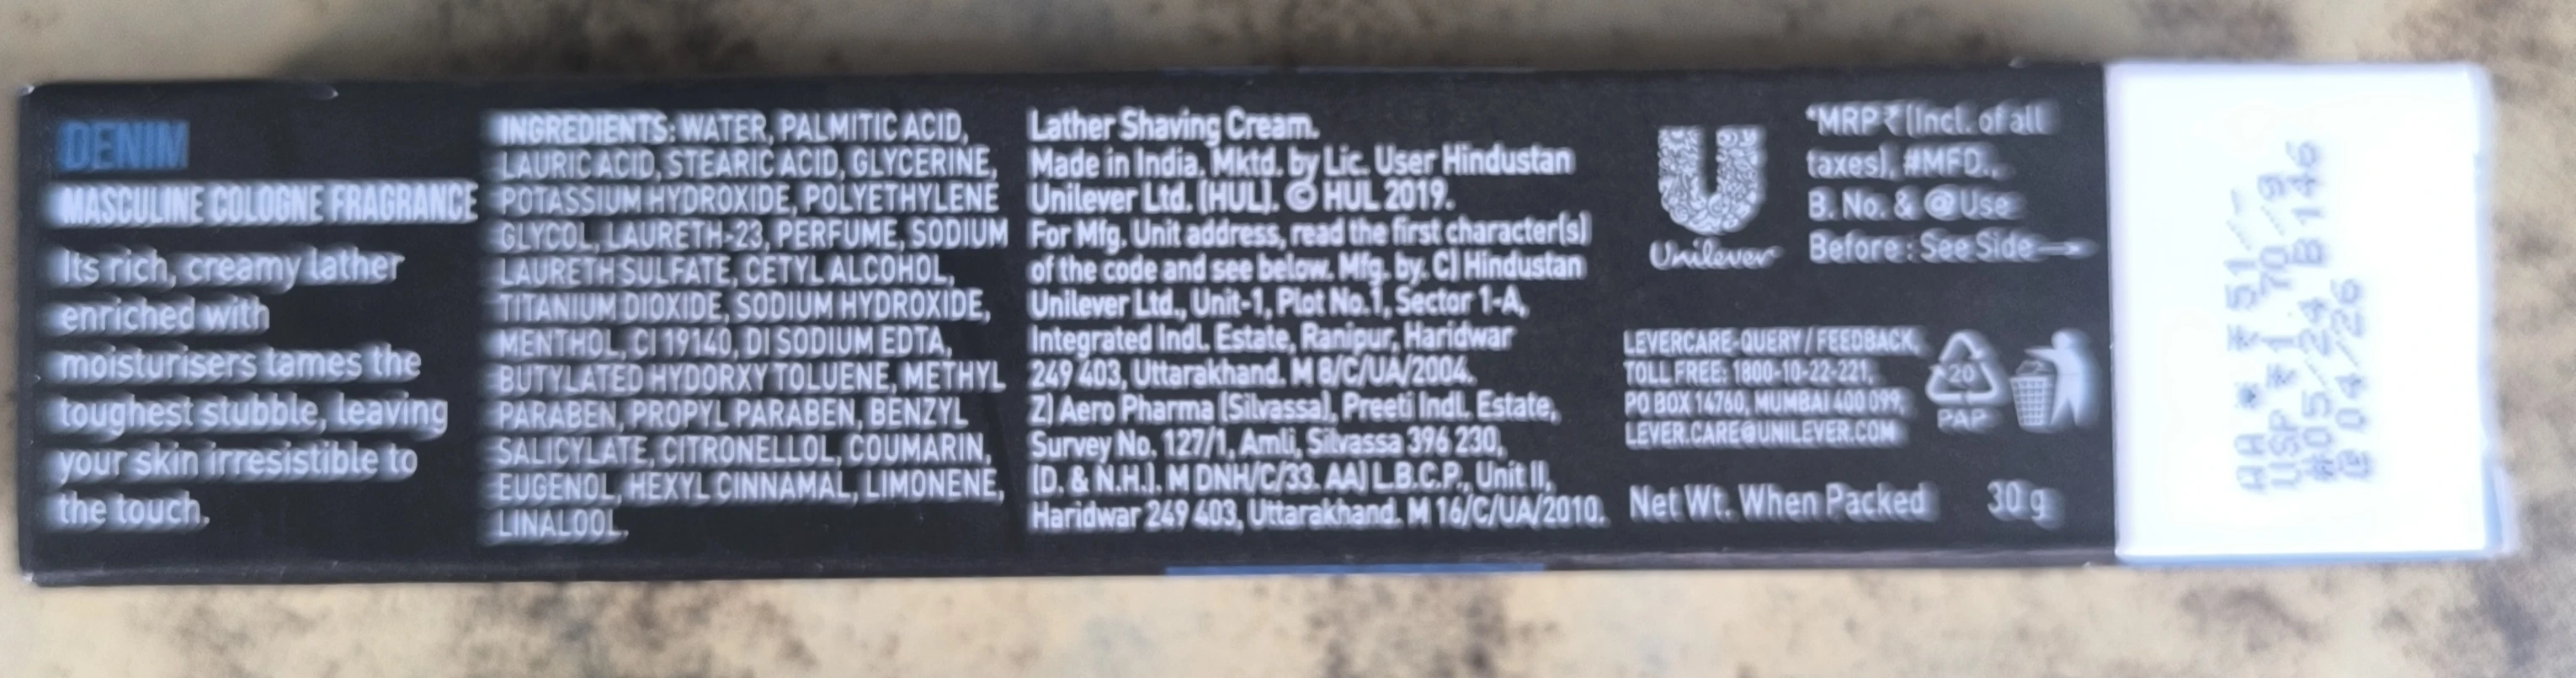 DENIM
MASCULINE COLOGNE FRAGRANCE
Its rich, creamy lather
enriched with
moisturisers tames the
toughest stubble, leaving
your skin irresistible to
the touch.
INGREDIENTS: WATER, PALMITIC ACID,
LAURIC ACID, STEARIC ACID, GLYCERINE,
POTASSIUM HYDROXIDE, POLYETHYLENE
GLYCOL, LAURETH-23, PERFUME, SODIUM
LAURETH SULFATE, CETYL ALCOHOL,
TITANIUM DIOXIDE, SODIUM HYDROXIDE,
MENTHOL, CI 19140, DI SODIUM EDTA,
BUTYLATED HYDORXY TOLUENE, METHYL
PARABEN, PROPYL PARABEN, BENZYL
SALICYLATE, CITRONELLOL, COUMARIN,
EUGENOL, HEXYL CINNAMAL, LIMONENE,
LINALOOL.
Lather Shaving Cream.
Made in India. Mktd. by Lic. User Hindustan
Unilever Ltd. (HUL). © HUL 2019.
For Mfg. Unit address, read the first character(s)
of the code and see below. Mfg. by. C) Hindustan
Unilever Ltd., Unit-1, Plot No.1, Sector 1-A,
Integrated Indl. Estate, Ranipur, Haridwar
249 403, Uttarakhand. M 8/C/UA/2004.
Z) Aero Pharma (Silvassa), Preeti Indl. Estate,
Survey No. 127/1, Amli, Silvassa 396 230,
(D. & N.H.). M DNH/C/33. AA) L.B.C.P., Unit II,
Haridwar 249 403, Uttarakhand. M 16/C/UA/2010.
Unilever
*MRP ₹ (Incl. of all
taxes), #MFD.,
B. No. & @Use
Before : See Side →
LEVERCARE-QUERY / FEEDBACK,
TOLL FREE: 1800-10-22-221,
PO BOX 14760, MUMBAI 400 099,
LEVER.CARE@UNILEVER.COM
20
PAP
Net Wt. When Packed 30 g
AA * ₹ 51/-
USP ₹ 1.70 /g
#05/24 B146
@ 04/26